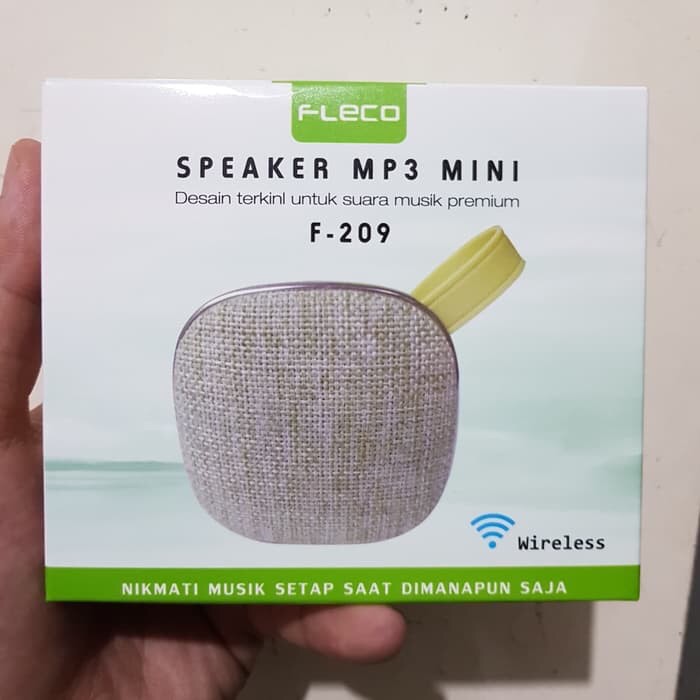 FLECO
SPEAKER MP3 MINI
Desain terkinl untuk suara musik premium
F-209
Wireless
NIKMATI MUSIK SETAP SAAT DIMANAPUN SAJA